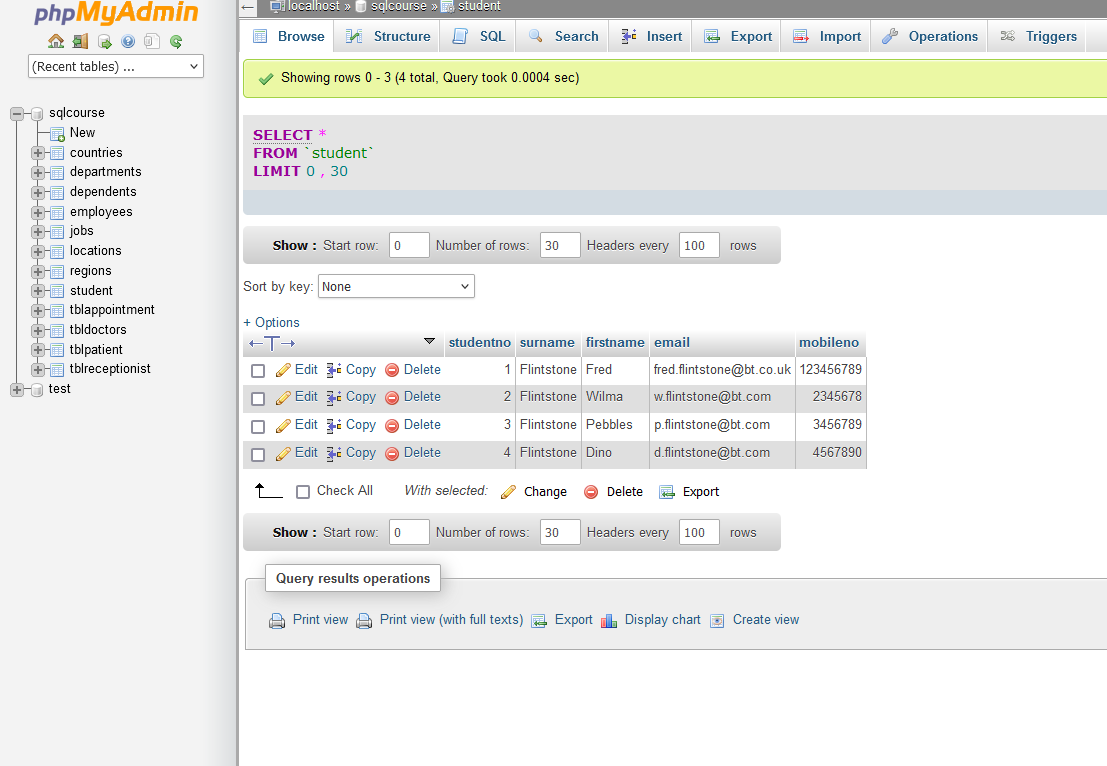 phpMyAdmin
(Recent tables) ...
sqlcourse
New
countries
departments
dependents
employees
jobs
locations
regions
student
tblappointment
tbldoctors
tblpatient
tblreceptionist
test
localhost » sqlcourse » student
Browse Structure SQL Search Insert Export Import Operations Triggers
Showing rows 0 - 3 (4 total, Query took 0.0004 sec)
SELECT *
FROM `student`
LIMIT 0 , 30
Show : Start row: 0 Number of rows: 30 Headers every 100 rows
Sort by key: None
+ Options
←T→ studentno surname firstname email mobileno
Edit Copy Delete 1 Flintstone Fred fred.flintstone@bt.co.uk 123456789
Edit Copy Delete 2 Flintstone Wilma w.flintstone@bt.com 2345678
Edit Copy Delete 3 Flintstone Pebbles p.flintstone@bt.com 3456789
Edit Copy Delete 4 Flintstone Dino d.flintstone@bt.com 4567890
Check All With selected: Change Delete Export
Show : Start row: 0 Number of rows: 30 Headers every 100 rows
Query results operations
Print view Print view (with full texts) Export Display chart Create view